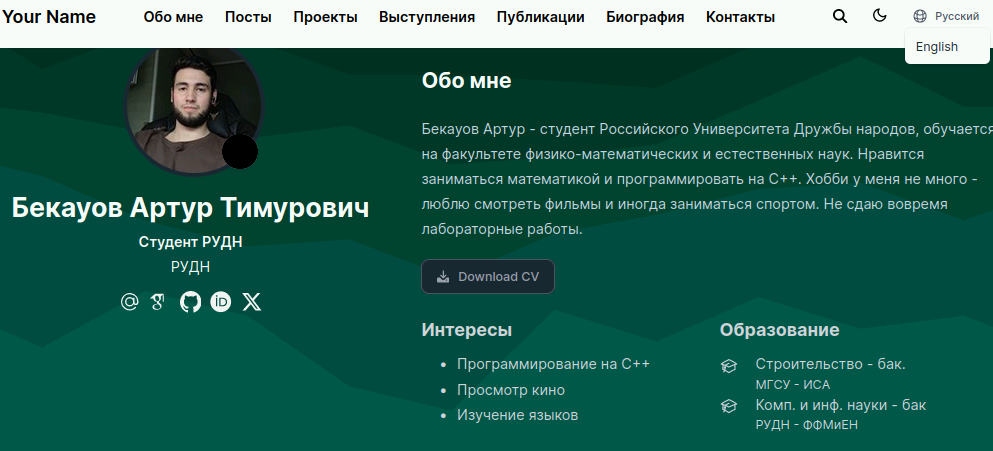 Your Name
Обо мне
Посты
Проекты
Выступления
Публикации
Биография
Контакты
Русский
English
Бекауов Артур Тимурович
Студент РУДН
РУДН
Обо мне
Бекауов Артур - студент Российского Университета Дружбы народов, обучается
на факультете физико-математических и естественных наук. Нравится
заниматься математикой и программировать на С++. Хобби у меня не много -
люблю смотреть фильмы и иногда заниматься спортом. Не сдаю вовремя
лабораторные работы.
Download CV
Интересы
Программирование на С++
Просмотр кино
Изучение языков
Образование
Строительство - бак.
МГСУ - ИСА
Комп. и инф. науки - бак
РУДН - ФФМиЕН